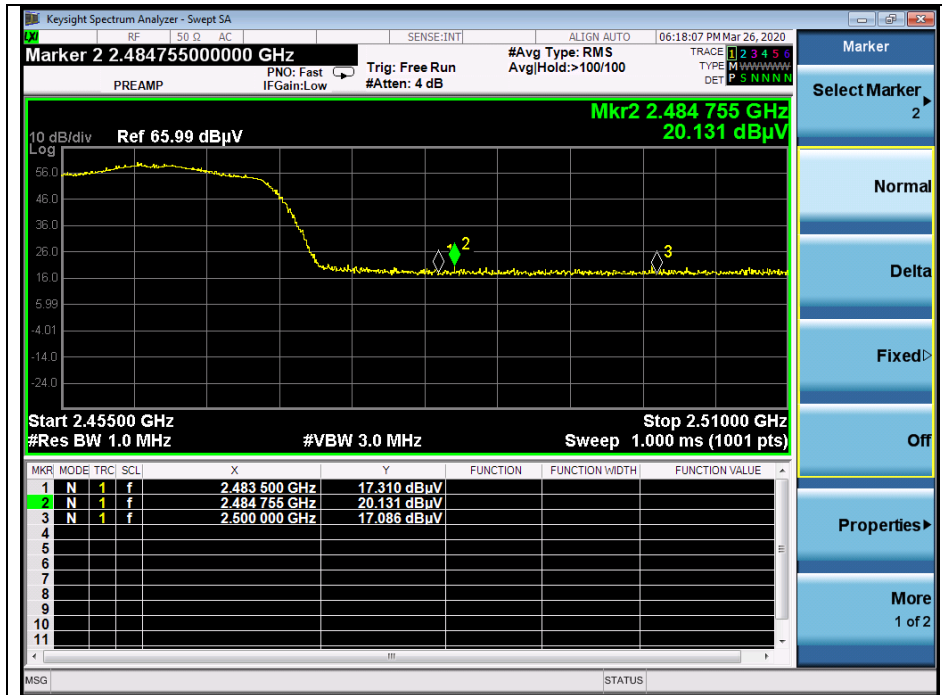 Keysight Spectrum Analyzer - Swept SA
LXI RF 50 Ω AC SENSE:INT ALIGN AUTO 06:18:07 PM Mar 26, 2020
Marker 2 2.484755000000 GHz
PREAMP
PNO: Fast
IFGain:Low
Trig: Free Run
#Atten: 4 dB
#Avg Type: RMS
Avg|Hold:>100/100
TRACE 1 2 3 4 5 6
TYPE M W W W W W
DET P S N N N N
Mkr2 2.484 755 GHz
20.131 dBµV
10 dB/div Ref 65.99 dBµV
Log
56.0
46.0
36.0
26.0
16.0
5.99
-4.01
-14.0
-24.0
1 2 3
Start 2.45500 GHz Stop 2.51000 GHz
#Res BW 1.0 MHz #VBW 3.0 MHz Sweep 1.000 ms (1001 pts)
MKR MODE TRC SCL X Y FUNCTION FUNCTION WIDTH FUNCTION VALUE
1 N 1 f 2.483 500 GHz 17.310 dBµV
2 N 1 f 2.484 755 GHz 20.131 dBµV
3 N 1 f 2.500 000 GHz 17.086 dBµV
4
5
6
7
8
9
10
11
MSG STATUS
Marker
Select Marker
2
Normal
Delta
Fixed
Off
Properties
More
1 of 2